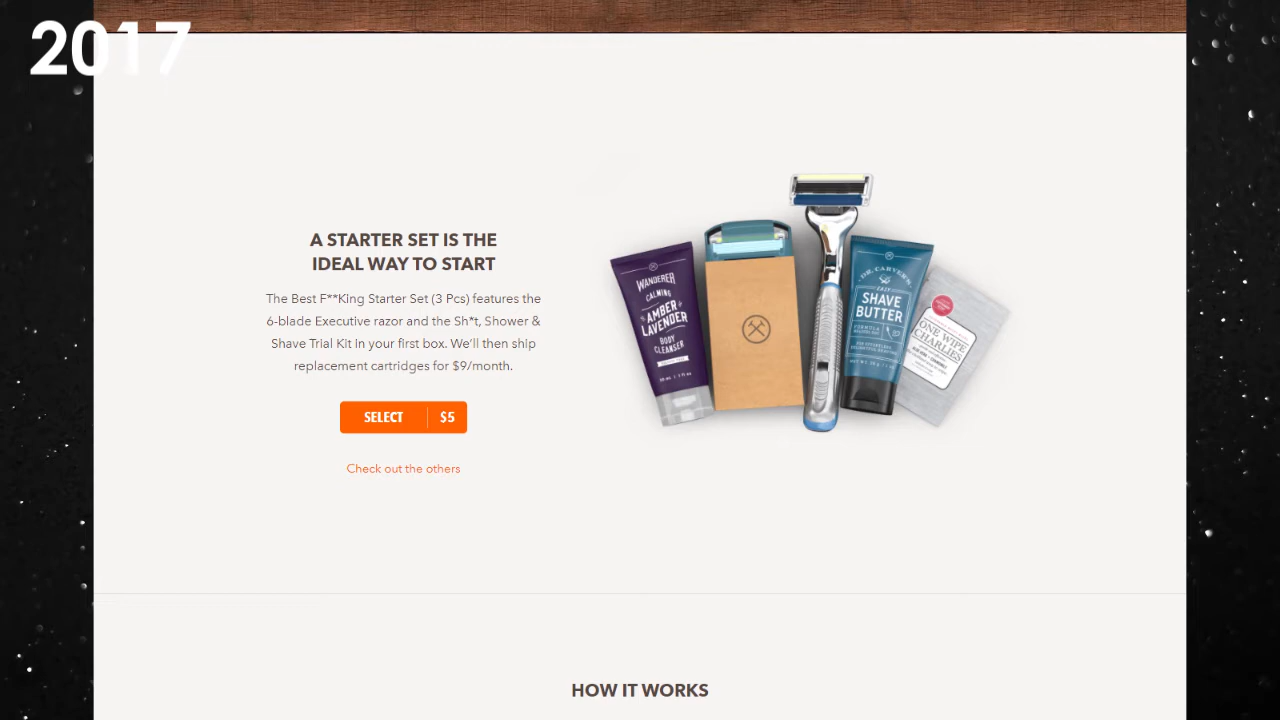 2017
A STARTER SET IS THE
IDEAL WAY TO START
The Best F**King Starter Set (3 Pcs) features the
6-blade Executive razor and the Sh*t, Shower &
Shave Trial Kit in your first box. We'll then ship
replacement cartridges for $9/month.
SELECT $5
Check out the others
WANDERER
CALMING
AMBER
LAVENDER
BODY
CLEANSER
DR. CARVER'S
EASY
SHAVE
BUTTER
ONE WIPE
CHARLIES
HOW IT WORKS